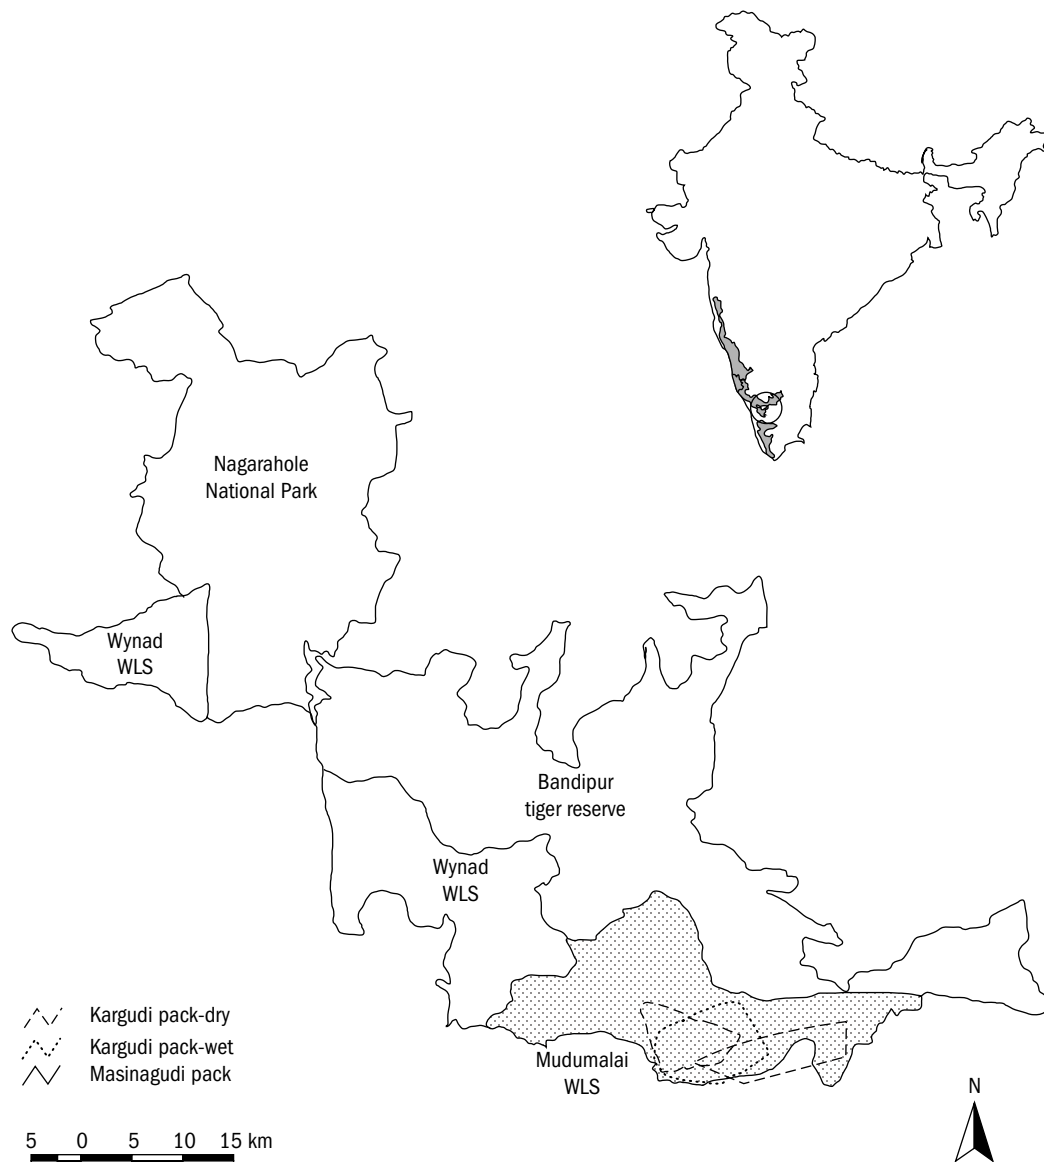 Nagarahole
National Park
Wynad
WLS
Bandipur
tiger reserve
Wynad
WLS
Mudumalai
WLS
Kargudi pack-dry
Kargudi pack-wet
Masinagudi pack
5 0 5 10 15 km
N